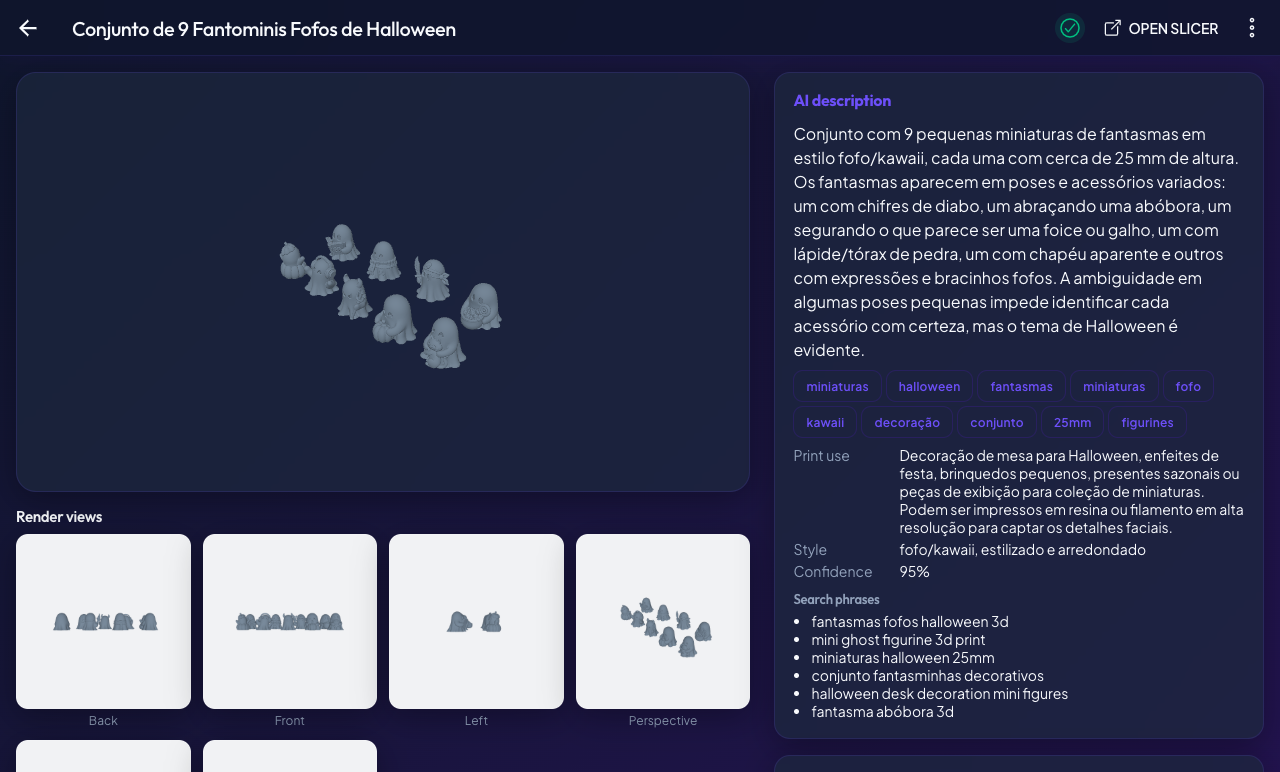 Conjunto de 9 Fantominis Fofos de Halloween
OPEN SLICER
AI description
Conjunto com 9 pequenas miniaturas de fantasmas em
estilo fofo/kawaii, cada uma com cerca de 25 mm de altura.
Os fantasmas aparecem em poses e acessórios variados:
um com chifres de diabo, um abraçando uma abóbora, um
segurando o que parece ser uma foice ou galho, um com
lápide/tórax de pedra, um com chapéu aparente e outros
com expressões e bracinhos fofos. A ambiguidade em
algumas poses pequenas impede identificar cada
acessório com certeza, mas o tema de Halloween é
evidente.
miniaturas halloween fantasmas miniaturas fofo
kawaii decoração conjunto 25mm figurines
Print use Decoração de mesa para Halloween, enfeites de
festa, brinquedos pequenos, presentes sazonais ou
peças de exibição para coleção de miniaturas.
Podem ser impressos em resina ou filamento em alta
resolução para captar os detalhes faciais.
Style fofo/kawaii, estilizado e arredondado
Confidence 95%
Search phrases
fantasmas fofos halloween 3d
mini ghost figurine 3d print
miniaturas halloween 25mm
conjunto fantasminhas decorativos
halloween desk decoration mini figures
fantasma abóbora 3d
Render views
Back Front Left Perspective